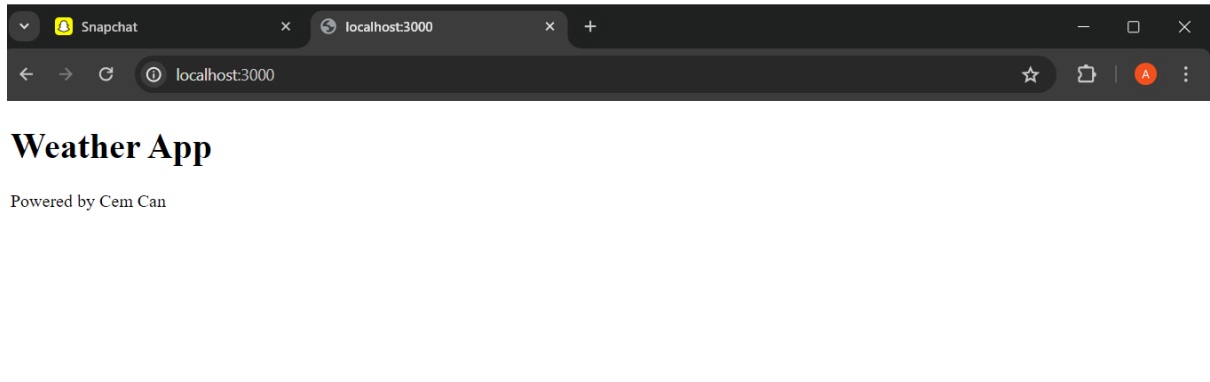 Snapchat
localhost:3000
localhost:3000
A
Weather App
Powered by Cem Can